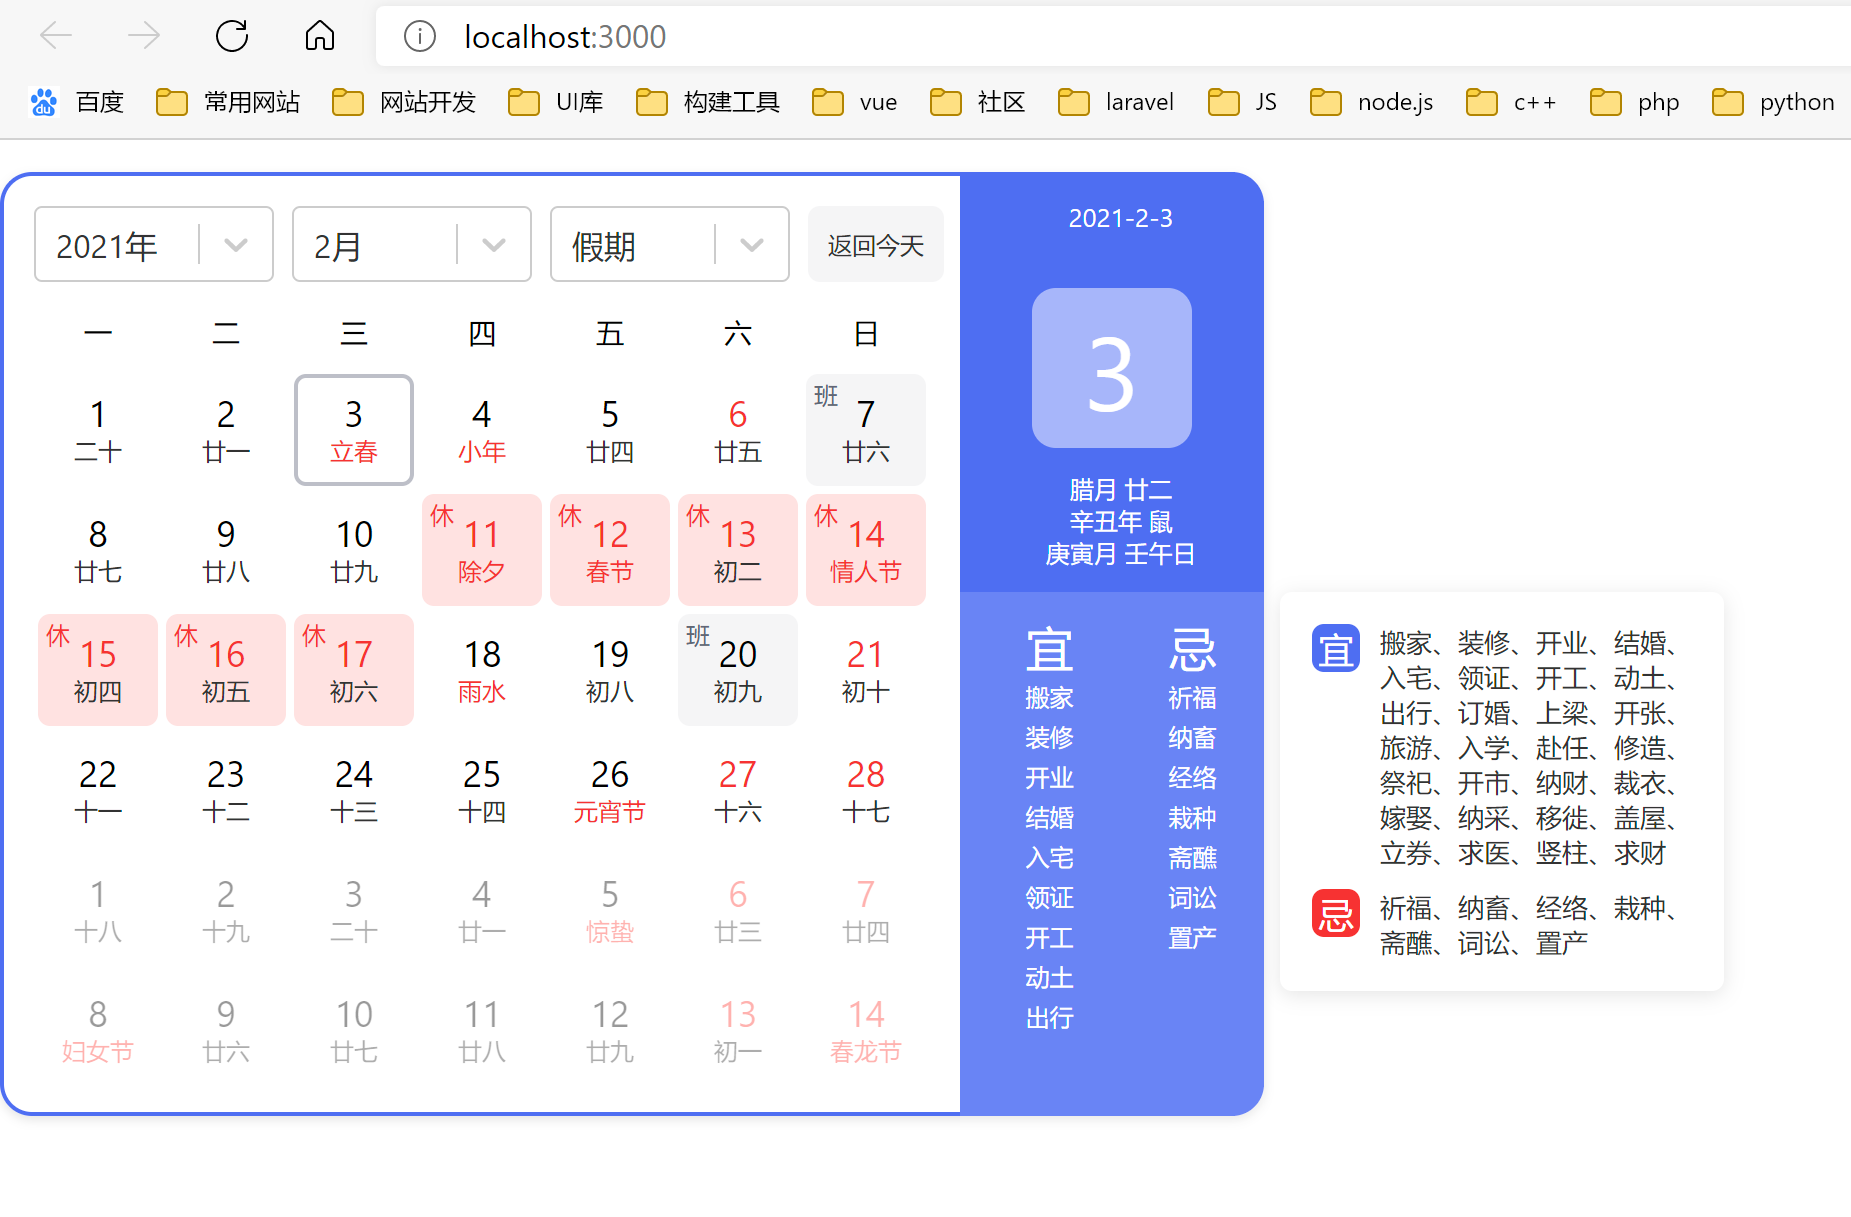 localhost:3000
百度 常用网站 网站开发 UI库 构建工具 vue 社区 laravel JS node.js c++ php python
2021年 2月 假期 返回今天
一 二 三 四 五 六 日
1 2 3 4 5 6 班 7
二十 廿一 立春 小年 廿四 廿五 廿六
8 9 10 休 11 休 12 休 13 休 14
廿七 廿八 廿九 除夕 春节 初二 情人节
休 15 休 16 休 17 18 19 班 20 21
初四 初五 初六 雨水 初八 初九 初十
22 23 24 25 26 27 28
十一 十二 十三 十四 元宵节 十六 十七
1 2 3 4 5 6 7
十八 十九 二十 廿一 惊蛰 廿三 廿四
8 9 10 11 12 13 14
妇女节 廿六 廿七 廿八 廿九 初一 春龙节
2021-2-3
3
腊月 廿二
辛丑年 鼠
庚寅月 壬午日
宜 忌
搬家 祈福
装修 纳畜
开业 经络
结婚 栽种
入宅 斋醮
领证 词讼
开工 置产
动土
出行
宜 搬家、装修、开业、结婚、
入宅、领证、开工、动土、
出行、订婚、上梁、开张、
旅游、入学、赴任、修造、
祭祀、开市、纳财、裁衣、
嫁娶、纳采、移徙、盖屋、
立券、求医、竖柱、求财
忌 祈福、纳畜、经络、栽种、
斋醮、词讼、置产